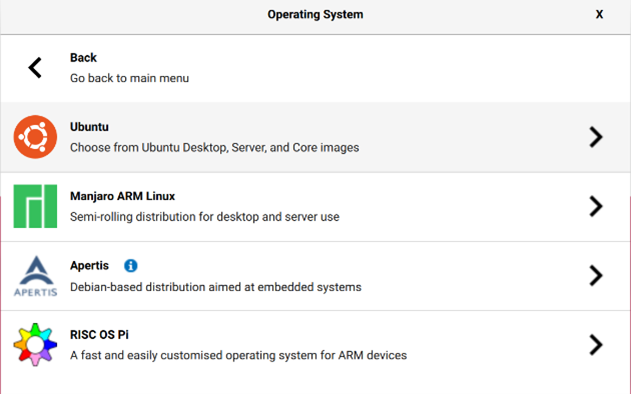 Operating System X
Back
Go back to main menu
Ubuntu
Choose from Ubuntu Desktop, Server, and Core images
Manjaro ARM Linux
Semi-rolling distribution for desktop and server use
Apertis
Debian-based distribution aimed at embedded systems
APERTIS
RISC OS Pi
A fast and easily customised operating system for ARM devices